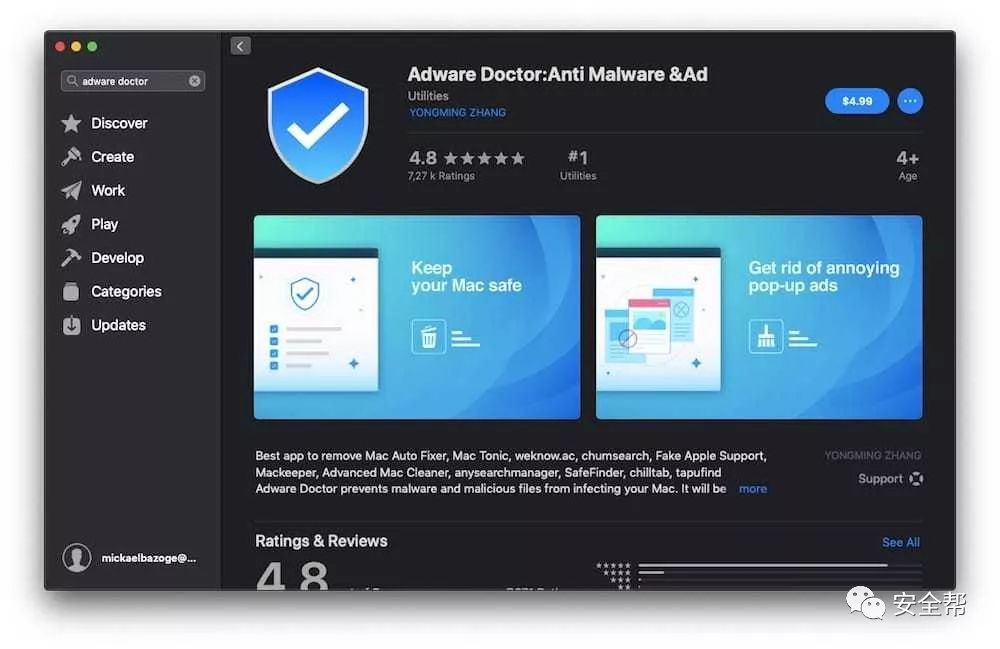 adware doctor
Discover
Create
Work
Play
Develop
Categories
Updates
mickaelbazoge@...
Adware Doctor:Anti Malware &Ad
Utilities
YONGMING ZHANG
$4.99
4.8 ★★★★★
7,27 k Ratings
#1
Utilities
4+
Age
Keep
your Mac safe
Get rid of annoying
pop-up ads
Best app to remove Mac Auto Fixer, Mac Tonic, weknow.ac, chumsearch, Fake Apple Support,
Mackeeper, Advanced Mac Cleaner, anysearchmanager, SafeFinder, chilltab, tapufind
Adware Doctor prevents malware and malicious files from infecting your Mac. It will be more
YONGMING ZHANG
Support
Ratings & Reviews
See All
4.8
安全帮